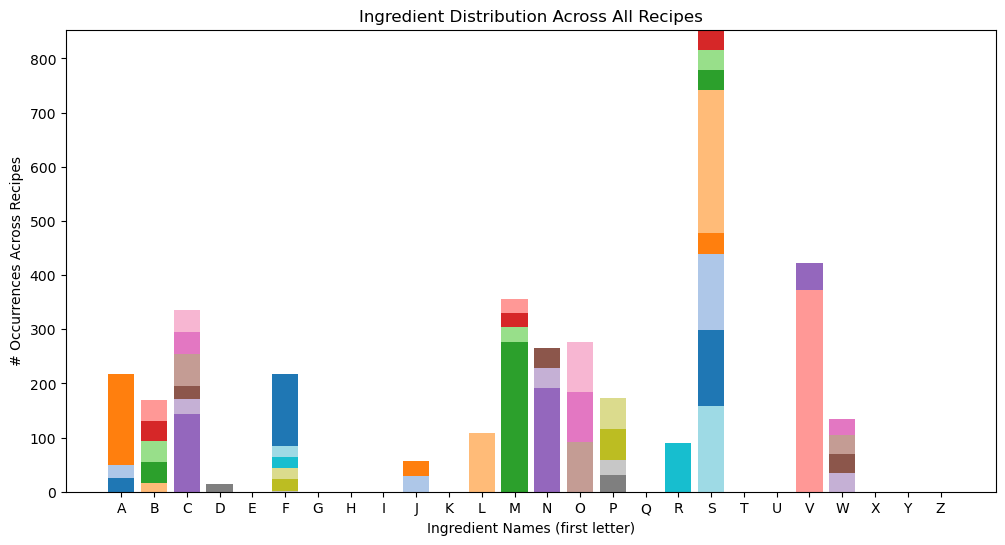 Ingredient Distribution Across All Recipes
# Occurrences Across Recipes
800
700
600
500
400
300
200
100
0
A B C D E F G H I J K L M N O P Q R S T U V W X Y Z
Ingredient Names (first letter)